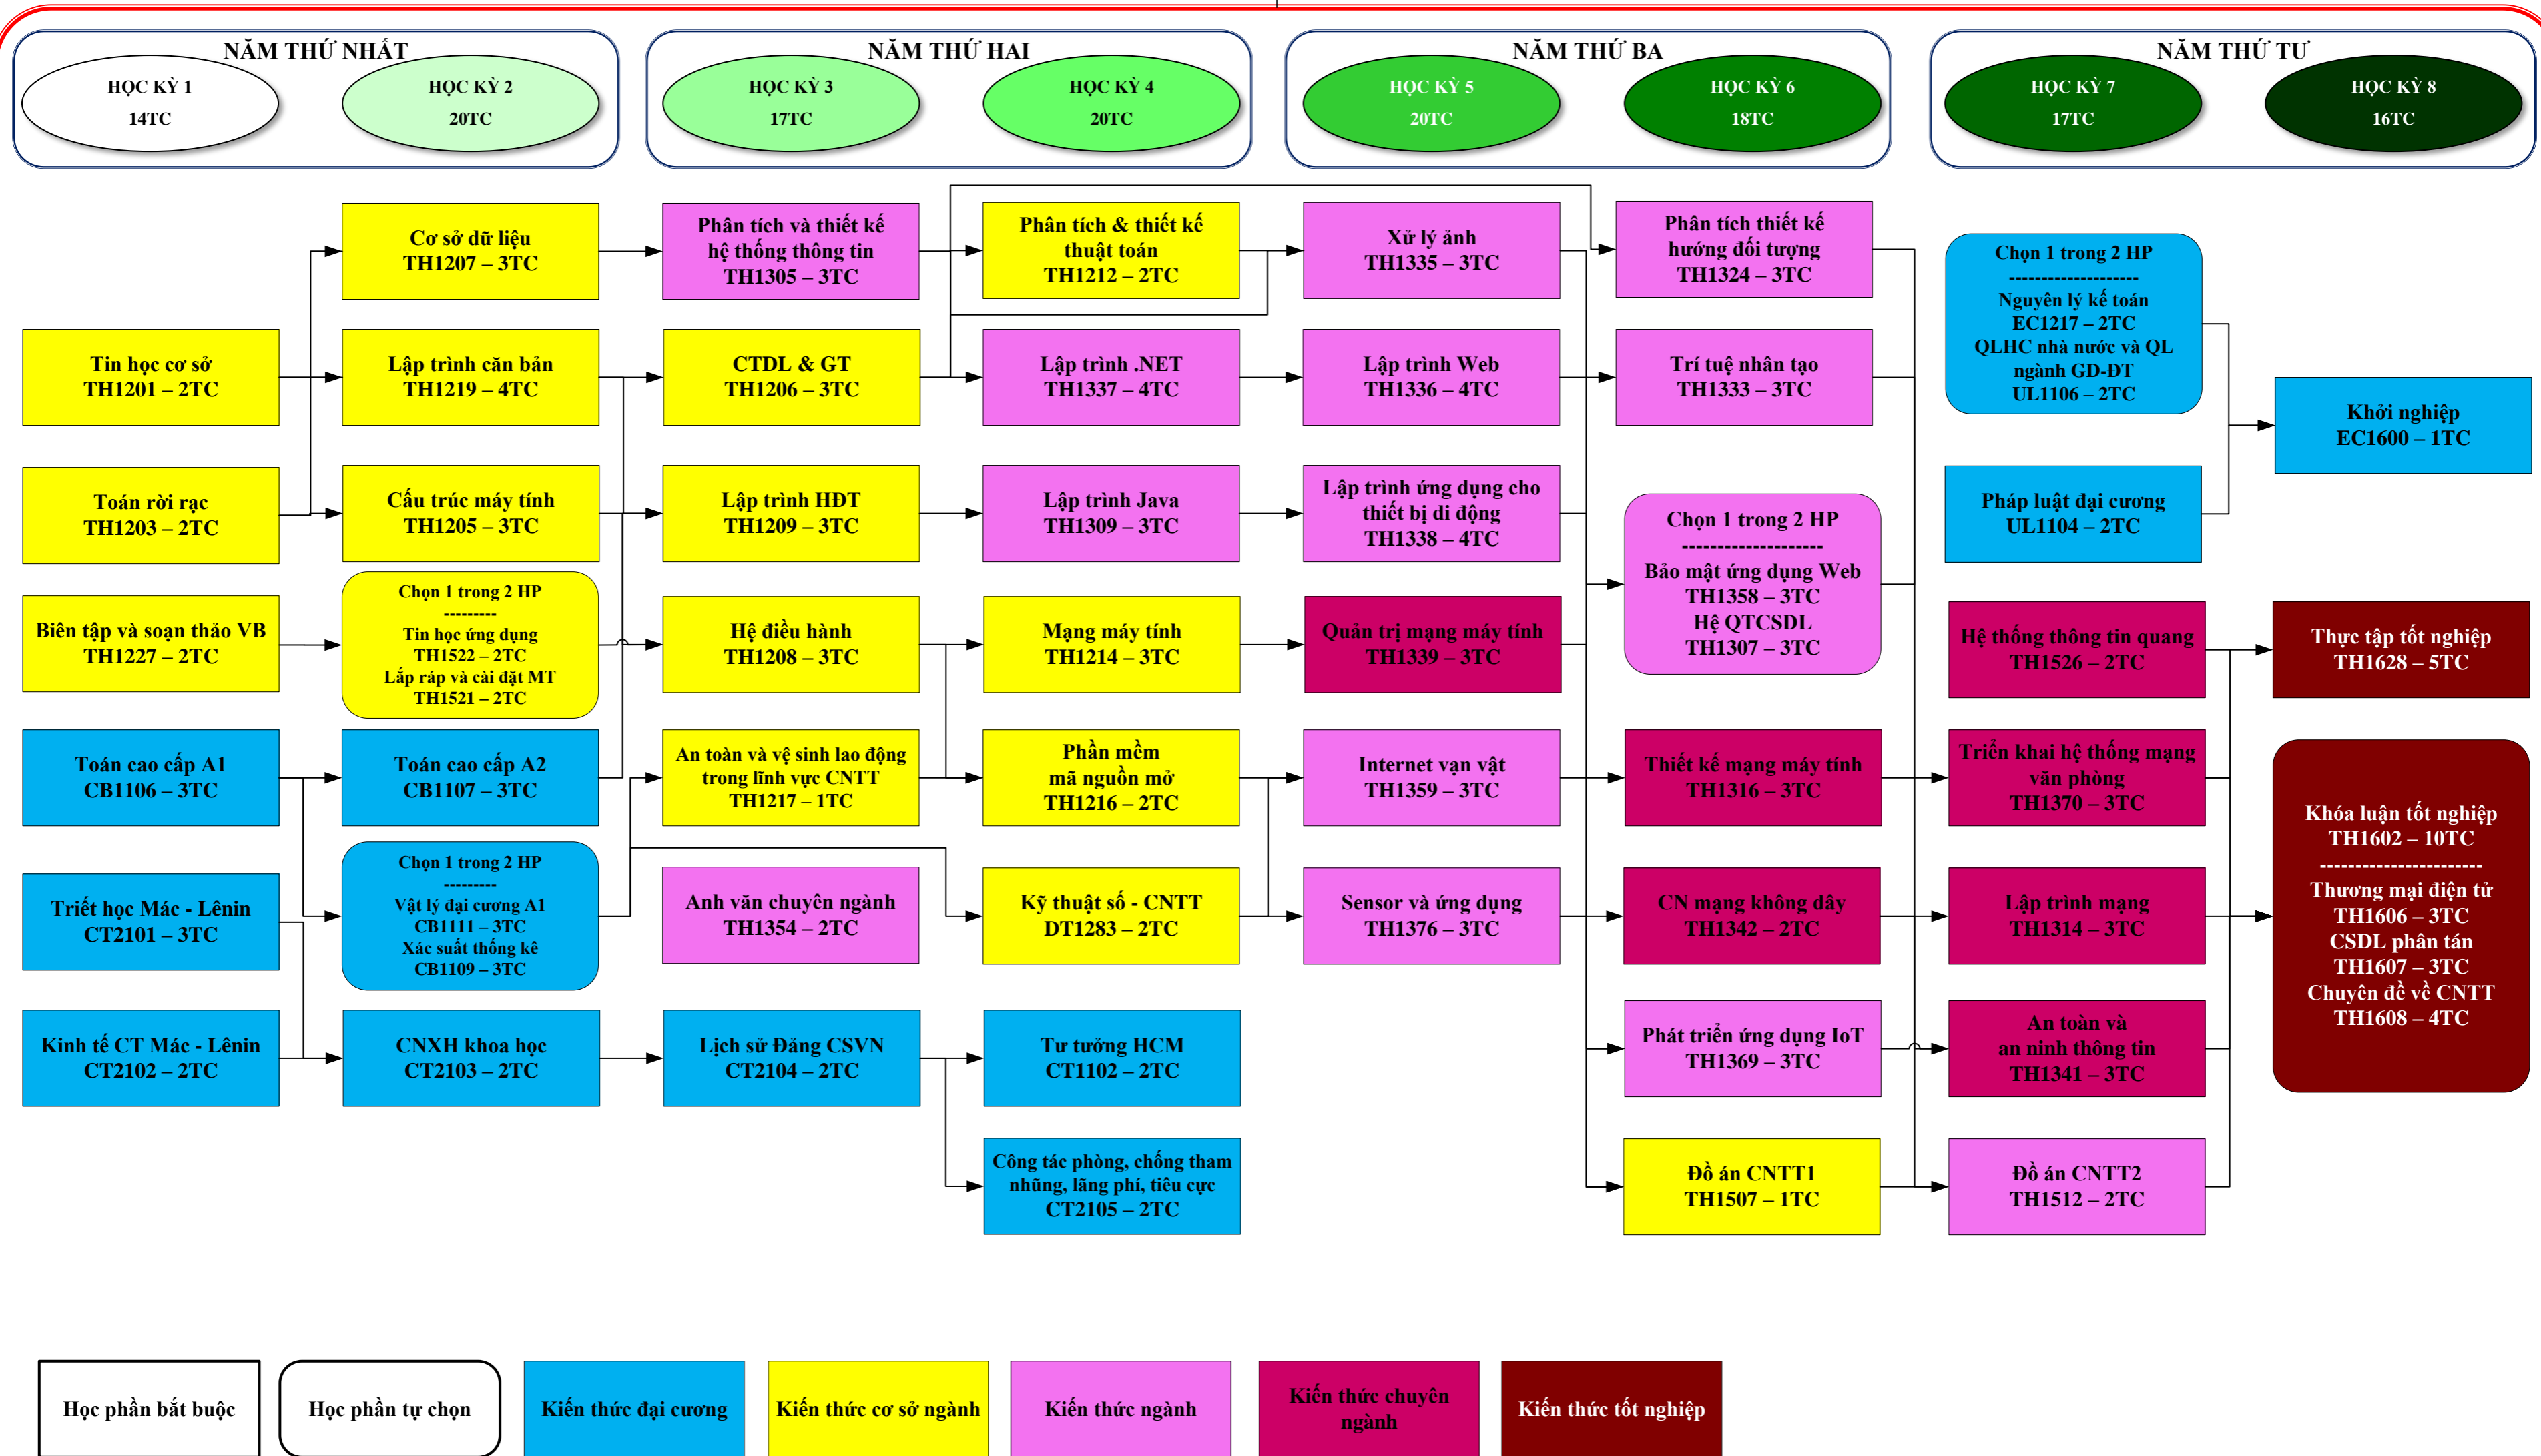 NĂM THỨ NHẤT
HỌC KỲ 1
14TC
HỌC KỲ 2
20TC
NĂM THỨ HAI
HỌC KỲ 3
17TC
HỌC KỲ 4
20TC
NĂM THỨ BA
HỌC KỲ 5
20TC
HỌC KỲ 6
18TC
NĂM THỨ TƯ
HỌC KỲ 7
17TC
HỌC KỲ 8
16TC
Tin học cơ sở
TH1201 – 2TC
Toán rời rạc
TH1203 – 2TC
Biên tập và soạn thảo VB
TH1227 – 2TC
Toán cao cấp A1
CB1106 – 3TC
Triết học Mác - Lênin
CT2101 – 3TC
Kinh tế CT Mác - Lênin
CT2102 – 2TC
Cơ sở dữ liệu
TH1207 – 3TC
Lập trình căn bản
TH1219 – 4TC
Cấu trúc máy tính
TH1205 – 3TC
Chọn 1 trong 2 HP
---------
Tin học ứng dụng
TH1522 – 2TC
Lắp ráp và cài đặt MT
TH1521 – 2TC
Toán cao cấp A2
CB1107 – 3TC
Chọn 1 trong 2 HP
---------
Vật lý đại cương A1
CB1111 – 3TC
Xác suất thống kê
CB1109 – 3TC
CNXH khoa học
CT2103 – 2TC
Phân tích và thiết kế
hệ thống thông tin
TH1305 – 3TC
CTDL & GT
TH1206 – 3TC
Lập trình HĐT
TH1209 – 3TC
Hệ điều hành
TH1208 – 3TC
An toàn và vệ sinh lao động
trong lĩnh vực CNTT
TH1217 – 1TC
Anh văn chuyên ngành
TH1354 – 2TC
Lịch sử Đảng CSVN
CT2104 – 2TC
Phân tích & thiết kế
thuật toán
TH1212 – 2TC
Lập trình .NET
TH1337 – 4TC
Lập trình Java
TH1309 – 3TC
Mạng máy tính
TH1214 – 3TC
Phần mềm
mã nguồn mở
TH1216 – 2TC
Kỹ thuật số - CNTT
DT1283 – 2TC
Tư tưởng HCM
CT1102 – 2TC
Công tác phòng, chống tham
nhũng, lãng phí, tiêu cực
CT2105 – 2TC
Xử lý ảnh
TH1335 – 3TC
Lập trình Web
TH1336 – 4TC
Lập trình ứng dụng cho
thiết bị di động
TH1338 – 4TC
Quản trị mạng máy tính
TH1339 – 3TC
Internet vạn vật
TH1359 – 3TC
Sensor và ứng dụng
TH1376 – 3TC
Phân tích thiết kế
hướng đối tượng
TH1324 – 3TC
Trí tuệ nhân tạo
TH1333 – 3TC
Chọn 1 trong 2 HP
--------------------
Bảo mật ứng dụng Web
TH1358 – 3TC
Hệ QTCSDL
TH1307 – 3TC
Thiết kế mạng máy tính
TH1316 – 3TC
CN mạng không dây
TH1342 – 2TC
Phát triển ứng dụng IoT
TH1369 – 3TC
Đồ án CNTT1
TH1507 – 1TC
Chọn 1 trong 2 HP
--------------------
Nguyên lý kế toán
EC1217 – 2TC
QLHC nhà nước và QL
ngành GD-ĐT
UL1106 – 2TC
Pháp luật đại cương
UL1104 – 2TC
Hệ thống thông tin quang
TH1526 – 2TC
Triển khai hệ thống mạng
văn phòng
TH1370 – 3TC
Lập trình mạng
TH1314 – 3TC
An toàn và
an ninh thông tin
TH1341 – 3TC
Đồ án CNTT2
TH1512 – 2TC
Khởi nghiệp
EC1600 – 1TC
Thực tập tốt nghiệp
TH1628 – 5TC
Khóa luận tốt nghiệp
TH1602 – 10TC
-----------------------
Thương mại điện tử
TH1606 – 3TC
CSDL phân tán
TH1607 – 3TC
Chuyên đề về CNTT
TH1608 – 4TC
Học phần bắt buộc
Học phần tự chọn
Kiến thức đại cương
Kiến thức cơ sở ngành
Kiến thức ngành
Kiến thức chuyên
ngành
Kiến thức tốt nghiệp